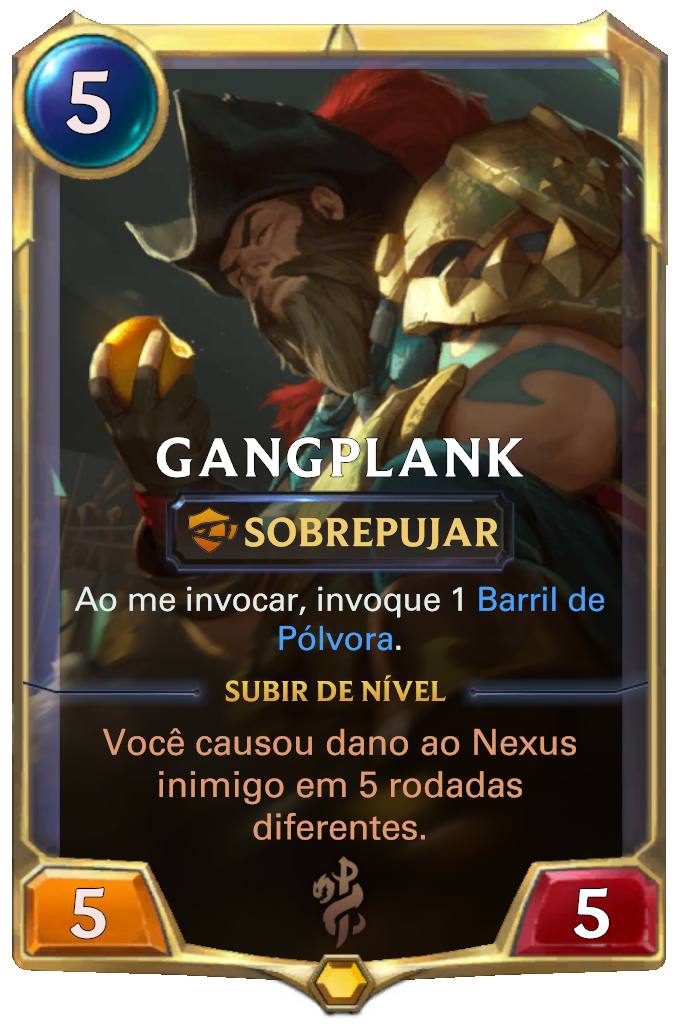 5
GANGPLANK
SOBREPUJAR
Ao me invocar, invoque 1 Barril de
Pólvora.
SUBIR DE NÍVEL
Você causou dano ao Nexus
inimigo em 5 rodadas
diferentes.
5
5